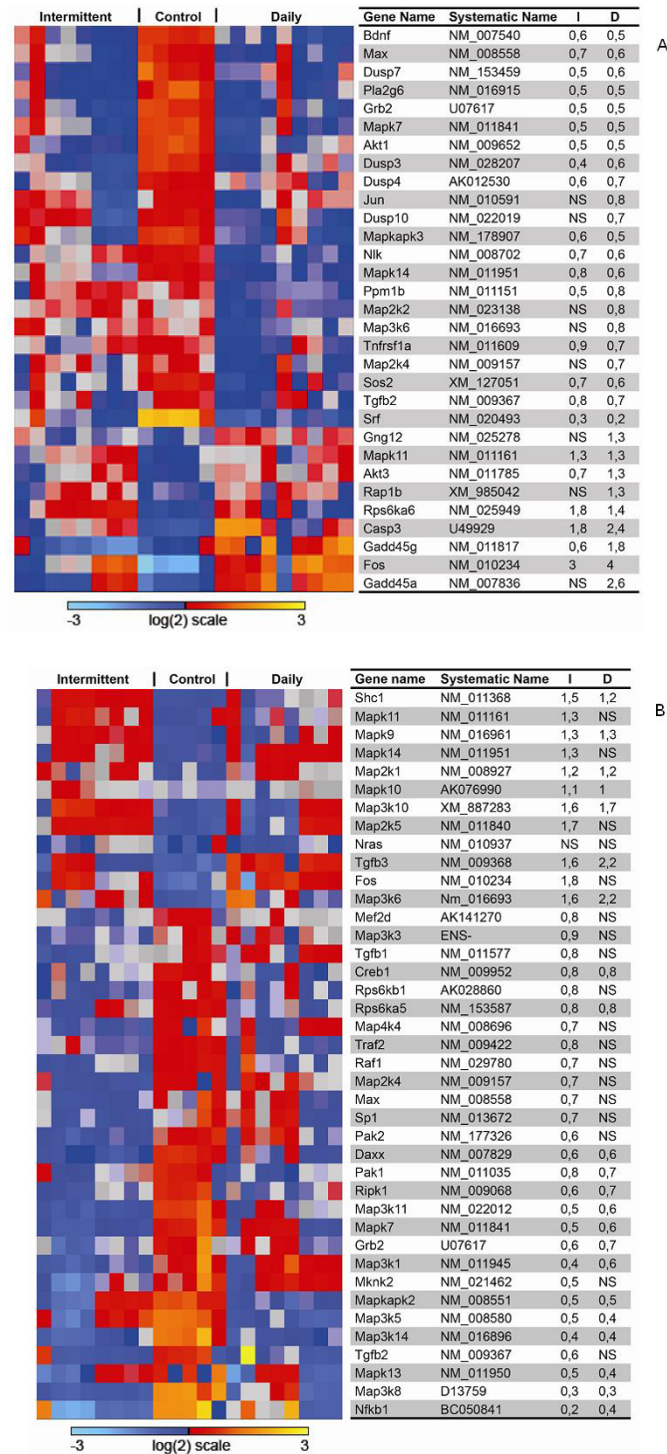 Intermittent | Control | Daily
Gene Name Systematic Name I D
A
Bdnf NM_007540 0,6 0,5
Max NM_008558 0,7 0,6
Dusp7 NM_153459 0,5 0,6
Pla2g6 NM_016915 0,5 0,5
Grb2 U07617 0,5 0,5
Mapk7 NM_011841 0,5 0,5
Akt1 NM_009652 0,5 0,5
Dusp3 NM_028207 0,4 0,6
Dusp4 AK012530 0,6 0,7
Jun NM_010591 NS 0,8
Dusp10 NM_022019 NS 0,7
Mapkapk3 NM_178907 0,6 0,5
Nlk NM_008702 0,7 0,6
Mapk14 NM_011951 0,8 0,6
Ppm1b NM_011151 0,5 0,8
Map2k2 NM_023138 NS 0,8
Map3k6 NM_016693 NS 0,8
Tnfrsf1a NM_011609 0,9 0,7
Map2k4 NM_009157 NS 0,7
Sos2 XM_127051 0,7 0,6
Tgfb2 NM_009367 0,8 0,7
Srf NM_020493 0,3 0,2
Gng12 NM_025278 NS 1,3
Mapk11 NM_011161 1,3 1,3
Akt3 NM_011785 0,7 1,3
Rap1b XM_985042 NS 1,3
Rps6ka6 NM_025949 1,8 1,4
Casp3 U49929 1,8 2,4
Gadd45g NM_011817 0,6 1,8
Fos NM_010234 3 4
Gadd45a NM_007836 NS 2,6
-3 log(2) scale 3
Intermittent | Control | Daily
Gene name Systematic Name I D
B
Shc1 NM_011368 1,5 1,2
Mapk11 NM_011161 1,3 NS
Mapk9 NM_016961 1,3 1,3
Mapk14 NM_011951 1,3 NS
Map2k1 NM_008927 1,2 1,2
Mapk10 AK076990 1,1 1
Map3k10 XM_887283 1,6 1,7
Map2k5 NM_011840 1,7 NS
Nras NM_010937 NS NS
Tgfb3 NM_009368 1,6 2,2
Fos NM_010234 1,8 NS
Map3k6 Nm_016693 1,6 2,2
Mef2d AK141270 0,8 NS
Map3k3 ENS- 0,9 NS
Tgfb1 NM_011577 0,8 NS
Creb1 NM_009952 0,8 0,8
Rps6kb1 AK028860 0,8 NS
Rps6ka5 NM_153587 0,8 0,8
Map4k4 NM_008696 0,7 NS
Traf2 NM_009422 0,8 NS
Raf1 NM_029780 0,7 NS
Map2k4 NM_009157 0,7 NS
Max NM_008558 0,7 NS
Sp1 NM_013672 0,7 NS
Pak2 NM_177326 0,6 NS
Daxx NM_007829 0,6 0,6
Pak1 NM_011035 0,8 0,7
Ripk1 NM_009068 0,6 0,7
Map3k11 NM_022012 0,5 0,6
Mapk7 NM_011841 0,5 0,6
Grb2 U07617 0,6 0,7
Map3k1 NM_011945 0,4 0,6
Mknk2 NM_021462 0,5 NS
Mapkapk2 NM_008551 0,5 0,5
Map3k5 NM_008580 0,5 0,4
Map3k14 NM_016896 0,4 0,4
Tgfb2 NM_009367 0,6 NS
Mapk13 NM_011950 0,5 0,4
Map3k8 D13759 0,3 0,3
Nfkb1 BC050841 0,2 0,4
-3 log(2) scale 3